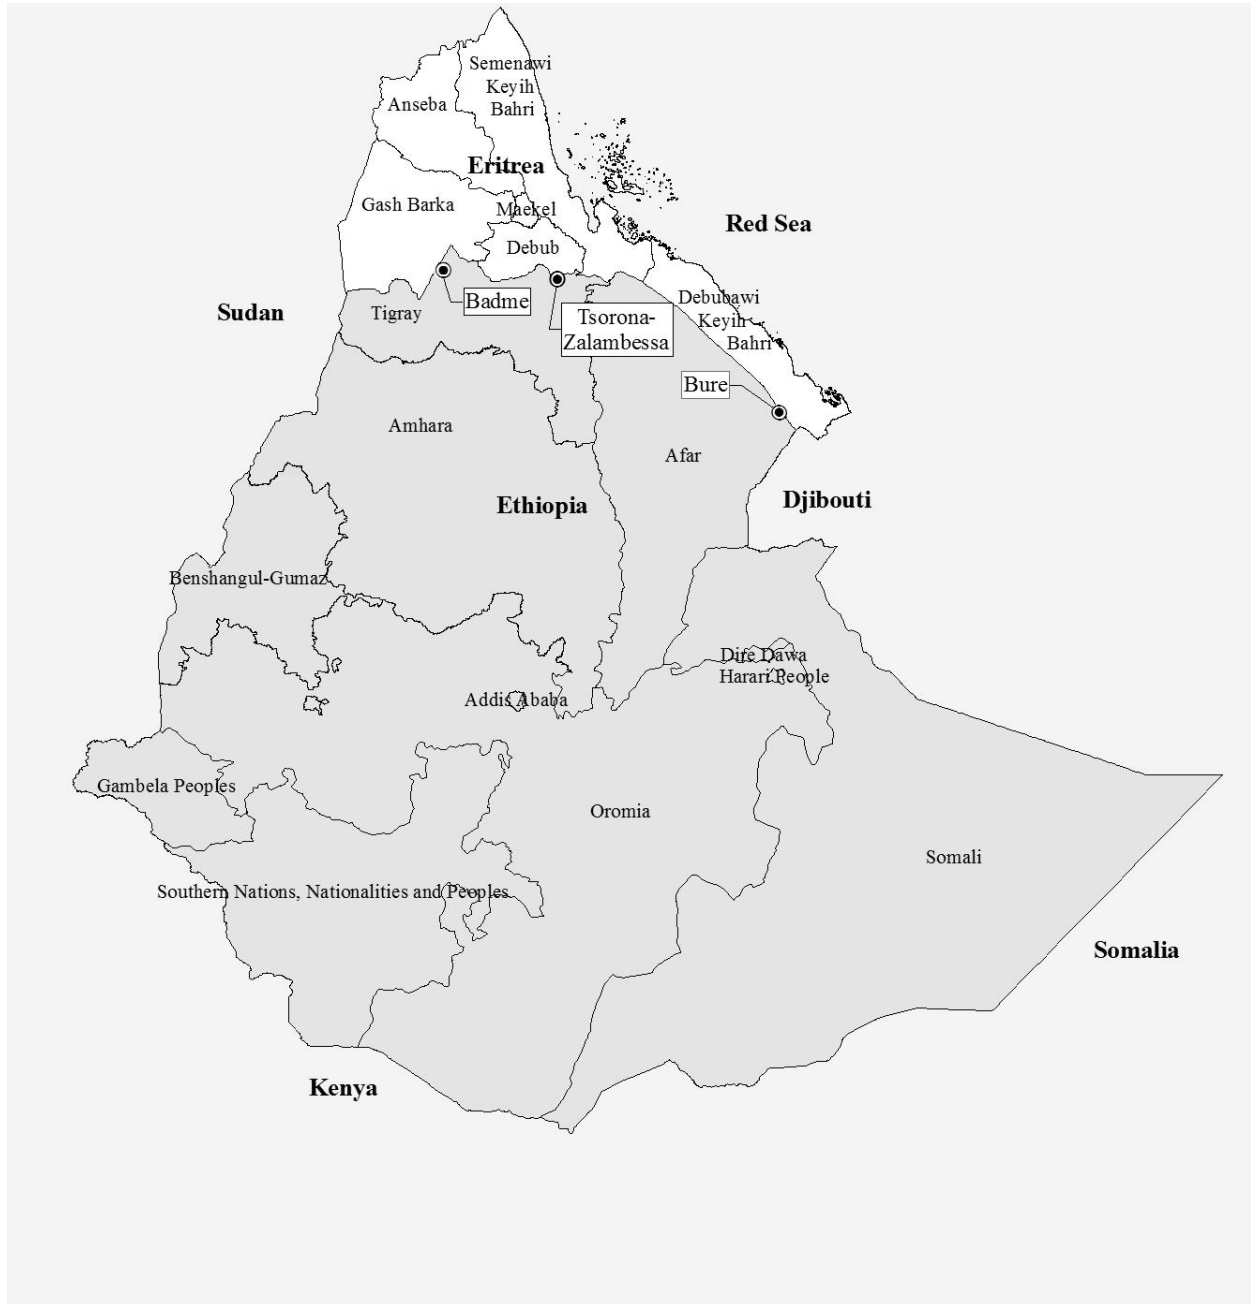 Semenawi
Keyih
Bahri
Anseba
Eritrea
Gash Barka
Maekel
Red Sea
Debub
Badme
Debubawi
Keyih
Bahri
Sudan
Tigray
Tsorona-
Zalambessa
Bure
Amhara
Afar
Ethiopia
Djibouti
Benshangul-Gumaz
Dire Dawa
Harari People
Addis Ababa
Gambela Peoples
Oromia
Somali
Southern Nations, Nationalities and Peoples
Somalia
Kenya